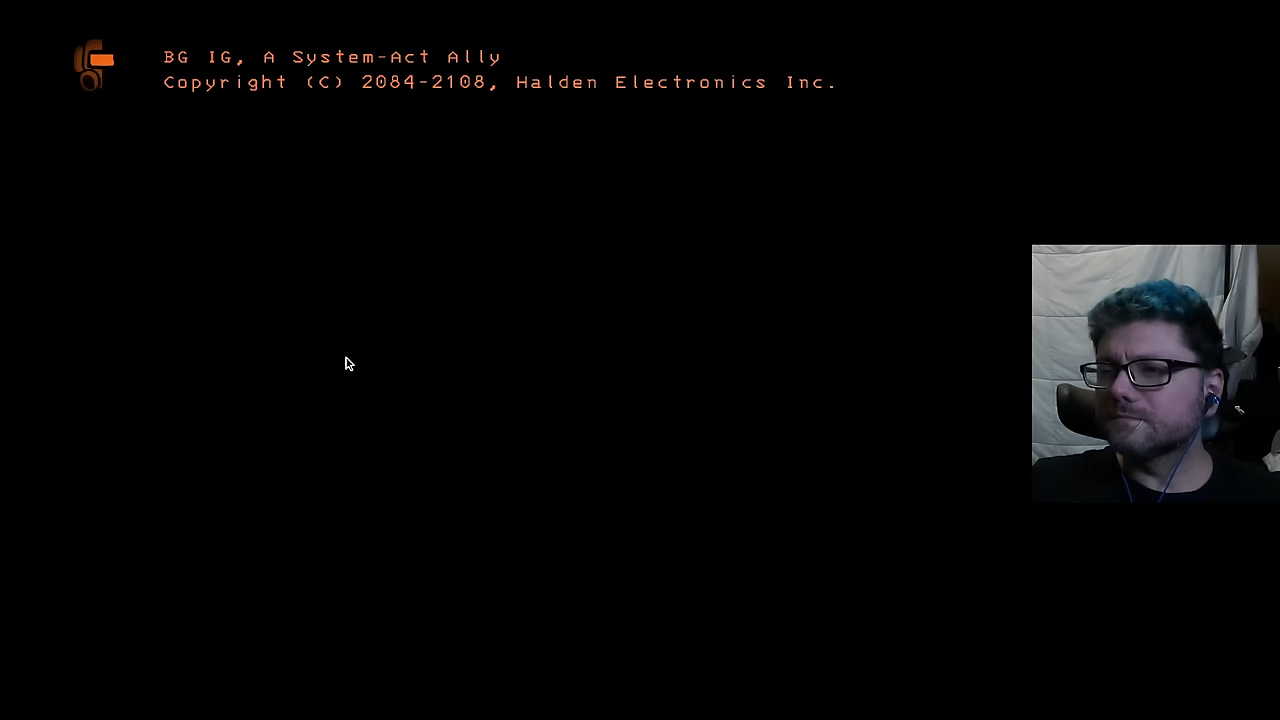 BG IG, A System-Act Ally
Copyright (C) 2084-2108, Halden Electronics Inc.